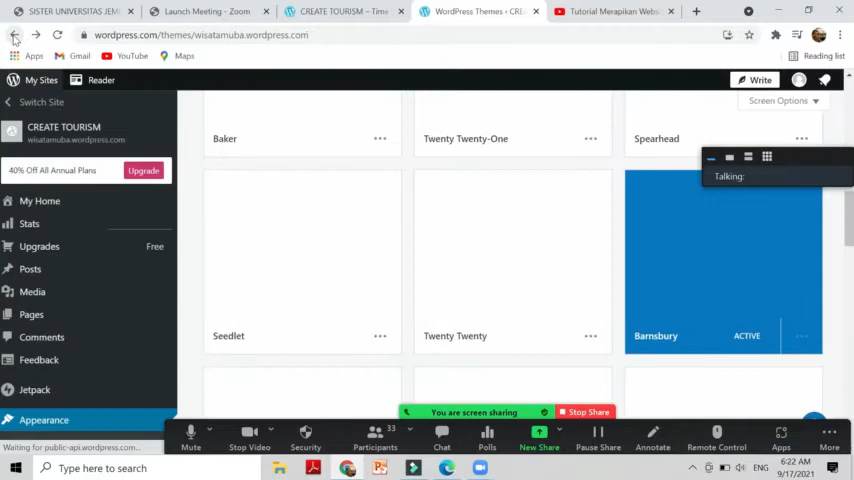 SISTER UNIVERSITAS JEM
Launch Meeting - Zoom
CREATE TOURISM – Time
WordPress Themes ‹ CRE
Tutorial Merapikan Webs
wordpress.com/themes/wisatamuba.wordpress.com
Apps
Gmail
YouTube
Maps
Reading list
My Sites
Reader
Write
Switch Site
Screen Options
CREATE TOURISM
wisatamuba.wordpress.com
40% Off All Annual Plans
Upgrade
My Home
Stats
Upgrades
Free
Posts
Media
Pages
Comments
Feedback
Jetpack
Appearance
Baker
Twenty Twenty-One
Spearhead
Talking:
Seedlet
Twenty Twenty
Barnsbury
ACTIVE
You are screen sharing
Stop Share
33
Mute
Stop Video
Security
Participants
Chat
Polls
New Share
Pause Share
Annotate
Remote Control
Apps
More
Waiting for public-api.wordpress.com...
Type here to search
ENG
6:22 AM
9/17/2021